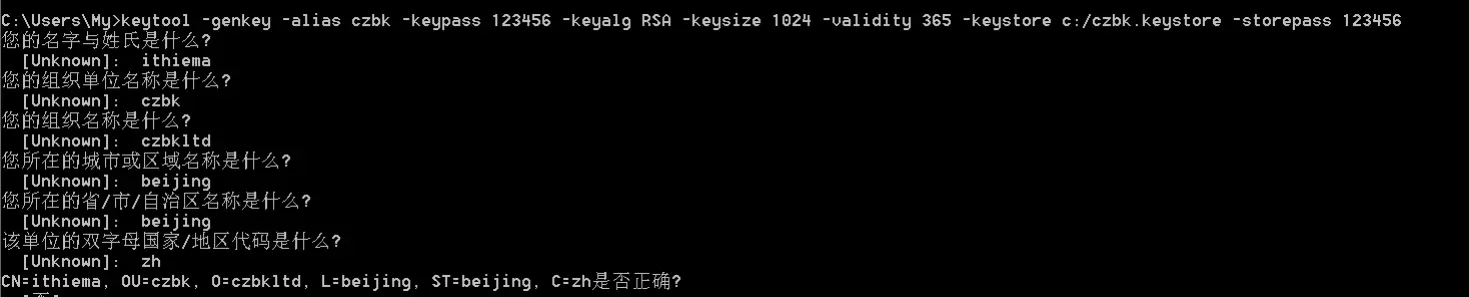 C:\Users\My>keytool -genkey -alias czbk -keypass 123456 -keyalg RSA -keysize 1024 -validity 365 -keystore c:/czbk.keystore -storepass 123456
您的名字与姓氏是什么?
[Unknown]: ithiema
您的组织单位名称是什么?
[Unknown]: czbk
您的组织名称是什么?
[Unknown]: czbkltd
您所在的城市或区域名称是什么?
[Unknown]: beijing
您所在的省/市/自治区名称是什么?
[Unknown]: beijing
该单位的双字母国家/地区代码是什么?
[Unknown]: zh
CN=ithiema, OU=czbk, O=czbkltd, L=beijing, ST=beijing, C=zh是否正确?